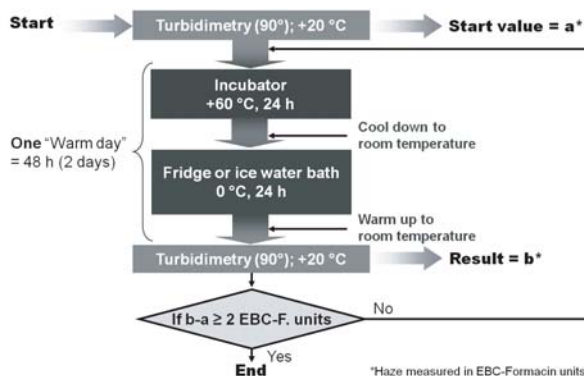 Start
Turbidimetry (90°); +20 °C
Start value = a*
Incubator
+60 °C, 24 h
Cool down to
room temperature
One "Warm day"
= 48 h (2 days)
Fridge or ice water bath
0 °C, 24 h
Warm up to
room temperature
Turbidimetry (90°); +20 °C
Result = b*
If b-a ≥ 2 EBC-F. units
No
Yes
End
*Haze measured in EBC-Formacin units